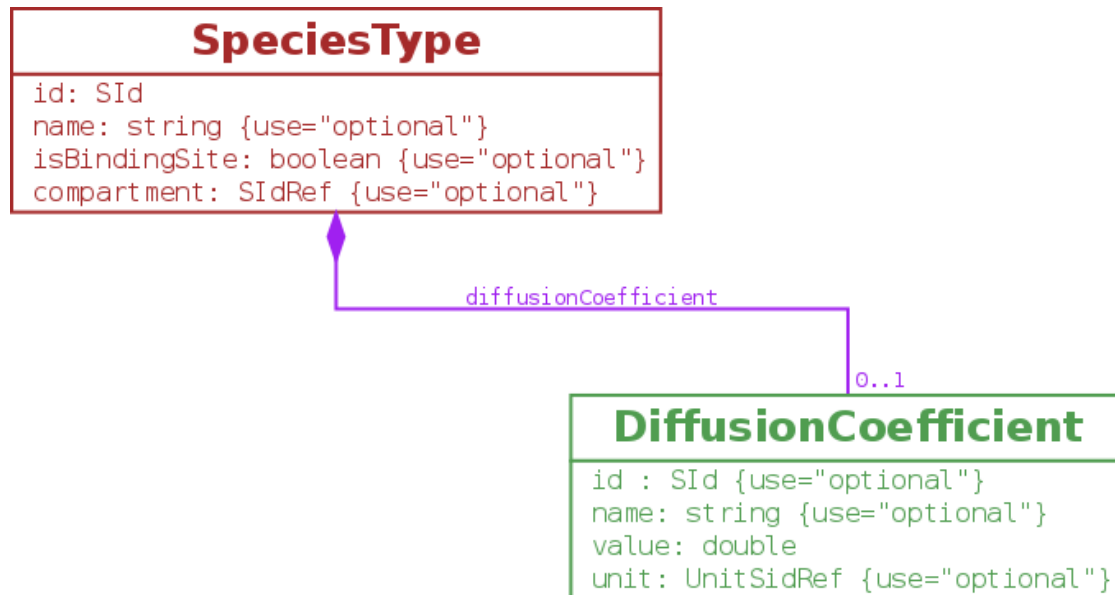 SpeciesType
id: SId
name: string {use="optional"}
isBindingSite: boolean {use="optional"}
compartment: SIdRef {use="optional"}
diffusionCoefficient
0..1
DiffusionCoefficient
id : SId {use="optional"}
name: string {use="optional"}
value: double
unit: UnitSidRef {use="optional"}